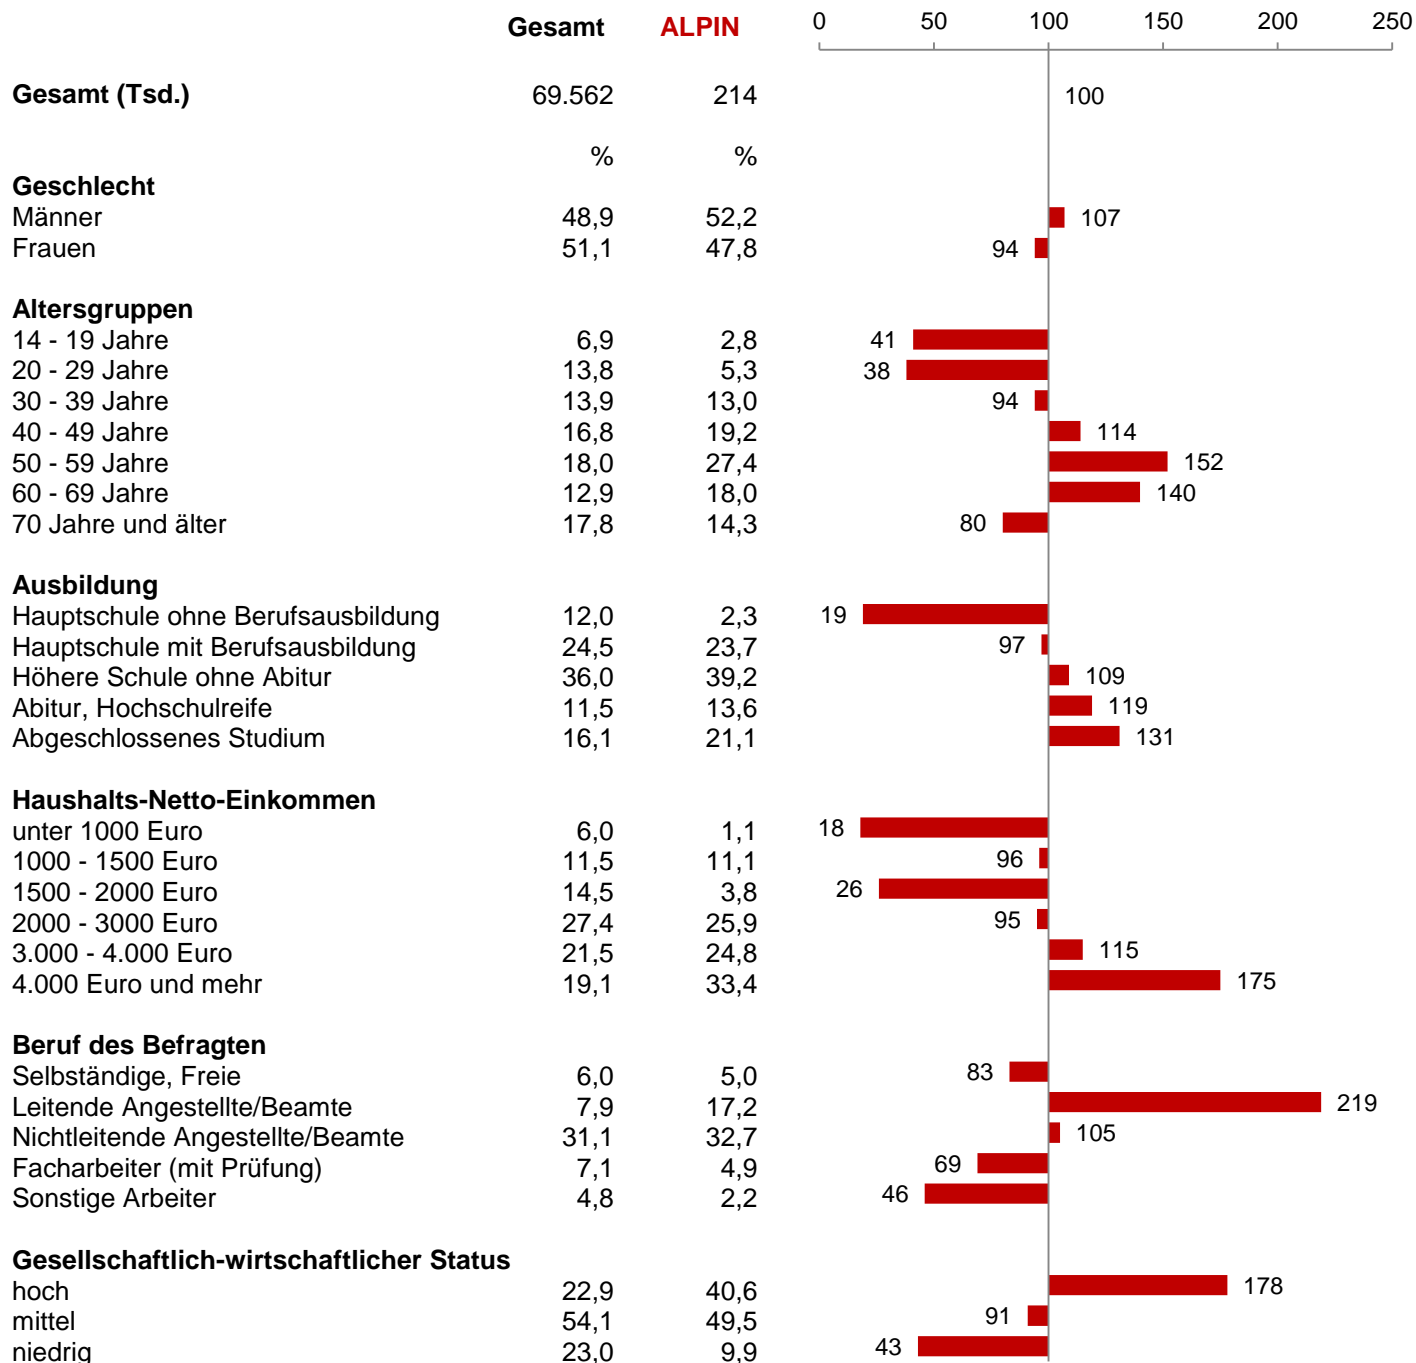 Gesamt ALPIN 0 50 100 150 200 250
Gesamt (Tsd.) 69.562 214 100
% %
Geschlecht
Männer 48,9 52,2 107
Frauen 51,1 47,8 94
Altersgruppen
14 - 19 Jahre 6,9 2,8 41
20 - 29 Jahre 13,8 5,3 38
30 - 39 Jahre 13,9 13,0 94
40 - 49 Jahre 16,8 19,2 114
50 - 59 Jahre 18,0 27,4 152
60 - 69 Jahre 12,9 18,0 140
70 Jahre und älter 17,8 14,3 80
Ausbildung
Hauptschule ohne Berufsausbildung 12,0 2,3 19
Hauptschule mit Berufsausbildung 24,5 23,7 97
Höhere Schule ohne Abitur 36,0 39,2 109
Abitur, Hochschulreife 11,5 13,6 119
Abgeschlossenes Studium 16,1 21,1 131
Haushalts-Netto-Einkommen
unter 1000 Euro 6,0 1,1 18
1000 - 1500 Euro 11,5 11,1 96
1500 - 2000 Euro 14,5 3,8 26
2000 - 3000 Euro 27,4 25,9 95
3.000 - 4.000 Euro 21,5 24,8 115
4.000 Euro und mehr 19,1 33,4 175
Beruf des Befragten
Selbständige, Freie 6,0 5,0 83
Leitende Angestellte/Beamte 7,9 17,2 219
Nichtleitende Angestellte/Beamte 31,1 32,7 105
Facharbeiter (mit Prüfung) 7,1 4,9 69
Sonstige Arbeiter 4,8 2,2 46
Gesellschaftlich-wirtschaftlicher Status
hoch 22,9 40,6 178
mittel 54,1 49,5 91
niedrig 23,0 9,9 43